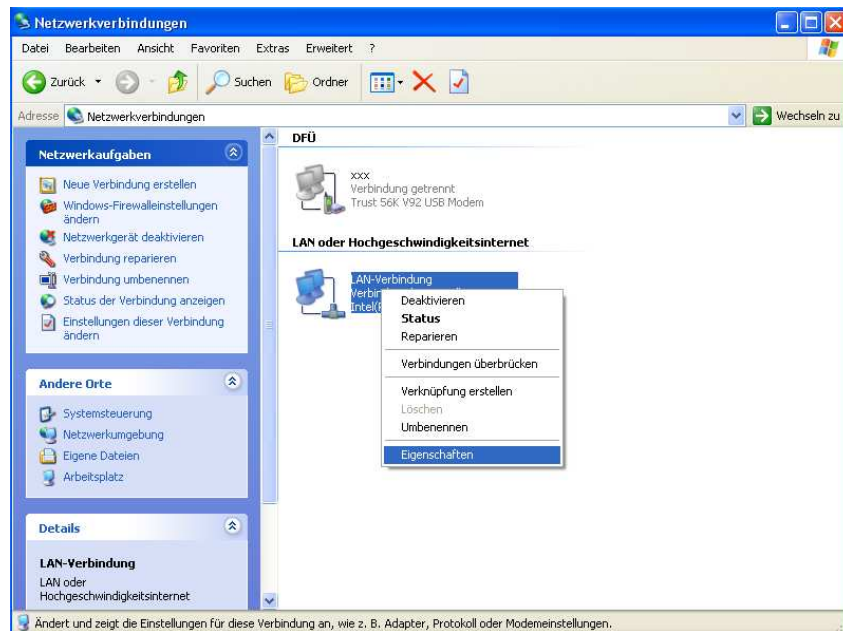 Netzwerkverbindungen
Datei Bearbeiten Ansicht Favoriten Extras Erweitert ?
Zurück Suchen Ordner
Adresse Netzwerkverbindungen Wechseln zu
Netzwerkaufgaben
Neue Verbindung erstellen
Windows-Firewalleinstellungen
ändern
Netzwerkgerät deaktivieren
Verbindung reparieren
Verbindung umbenennen
Status der Verbindung anzeigen
Einstellungen dieser Verbindung
ändern
Andere Orte
Systemsteuerung
Netzwerkumgebung
Eigene Dateien
Arbeitsplatz
Details
LAN-Verbindung
LAN oder
Hochgeschwindigkeitsinternet
DFÜ
xxx
Verbindung getrennt
Trust 56K V92 USB Modem
LAN oder Hochgeschwindigkeitsinternet
LAN-Verbindung
Deaktivieren
Status
Reparieren
Verbindungen überbrücken
Verknüpfung erstellen
Löschen
Umbenennen
Eigenschaften
Ändert und zeigt die Einstellungen für diese Verbindung an, wie z. B. Adapter, Protokoll oder Modemeinstellungen.